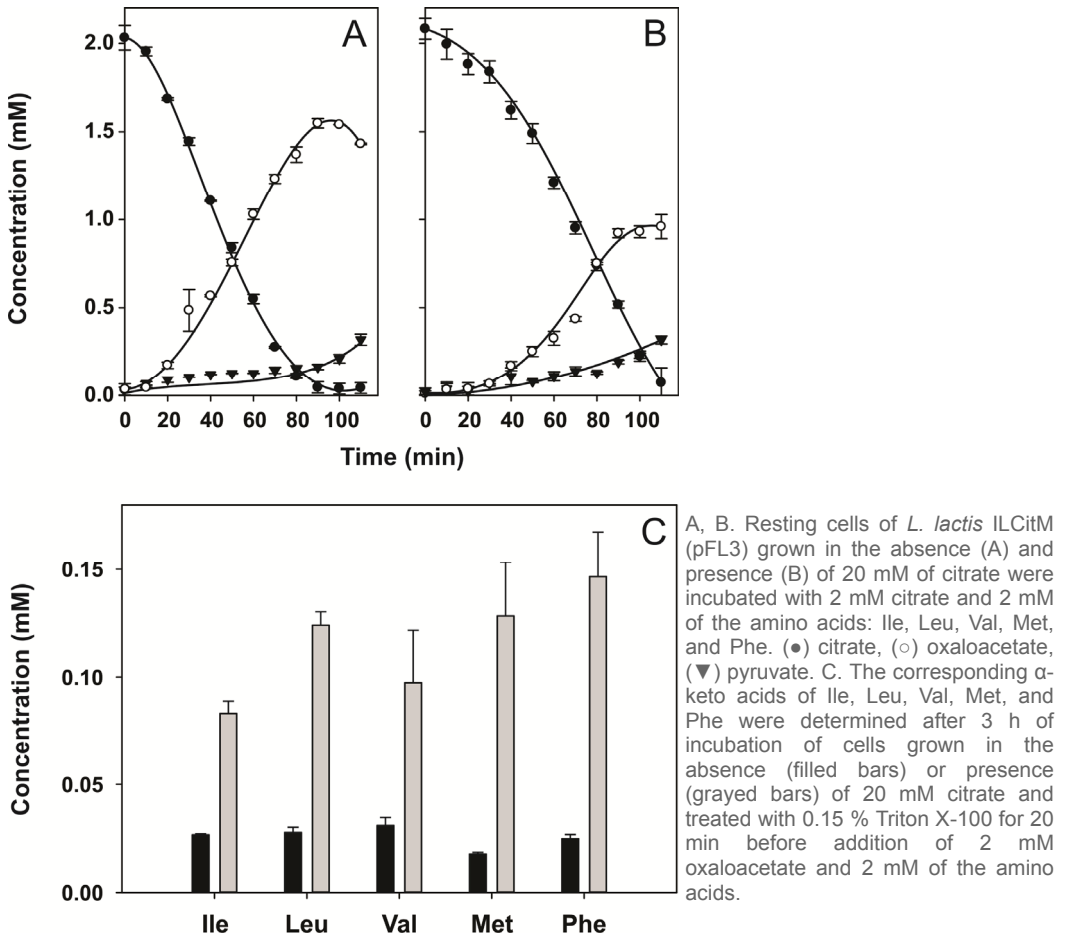 A
B
Concentration (mM)
2.0
1.5
1.0
0.5
0.0
0 20 40 60 80 100
0 20 40 60 80 100
Time (min)
C
Concentration (mM)
0.15
0.10
0.05
0.00
Ile Leu Val Met Phe
A, B. Resting cells of L. lactis ILCitM
(pFL3) grown in the absence (A) and
presence (B) of 20 mM of citrate were
incubated with 2 mM citrate and 2 mM
of the amino acids: Ile, Leu, Val, Met,
and Phe. (●) citrate, (○) oxaloacetate,
(▼) pyruvate. C. The corresponding α-
keto acids of Ile, Leu, Val, Met, and
Phe were determined after 3 h of
incubation of cells grown in the
absence (filled bars) or presence
(grayed bars) of 20 mM citrate and
treated with 0.15 % Triton X-100 for 20
min before addition of 2 mM
oxaloacetate and 2 mM of the amino
acids.